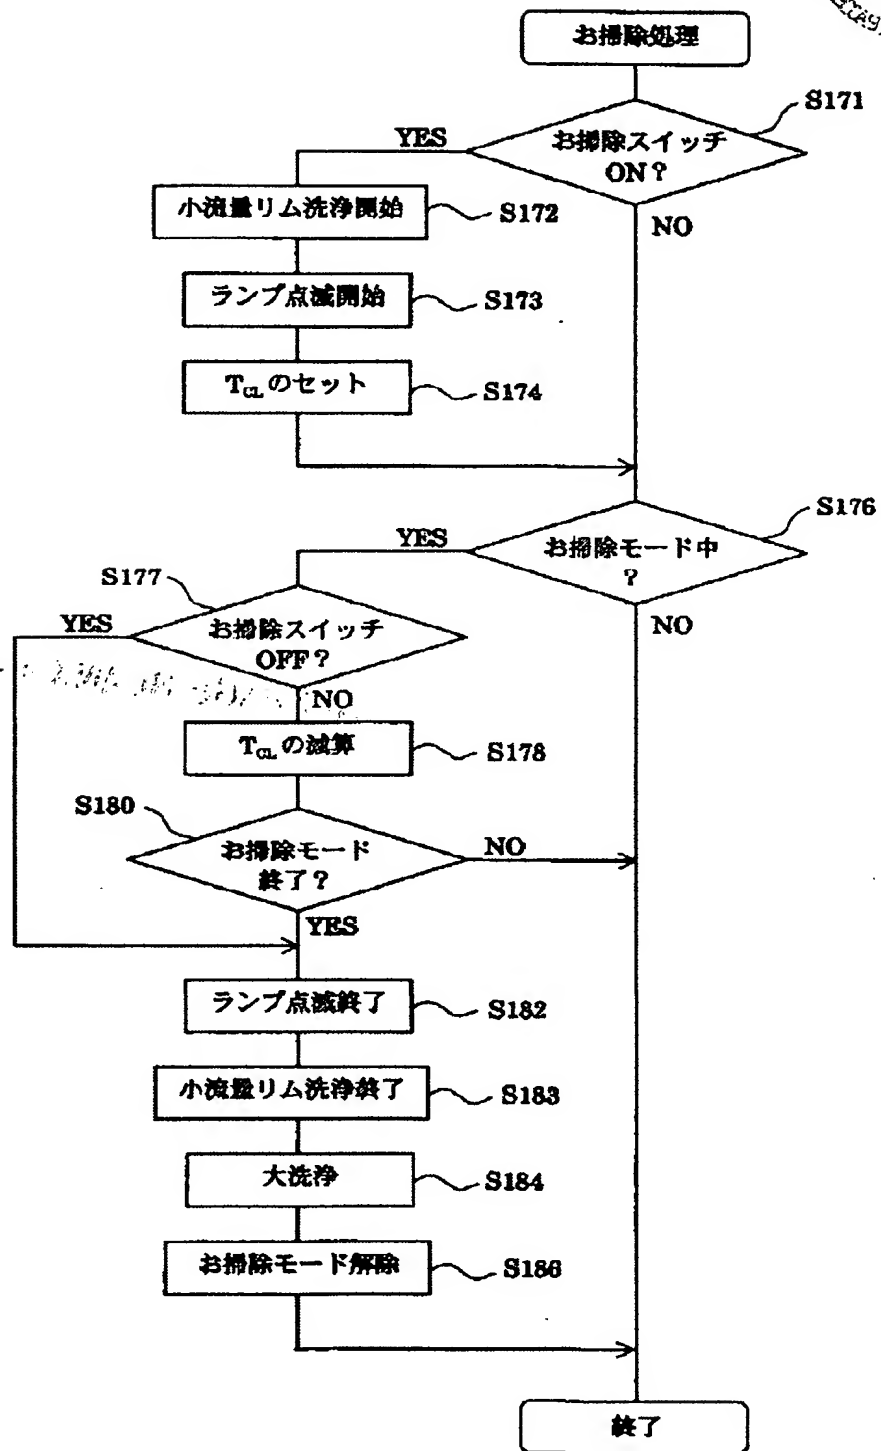 お掃除処理
S171
お掃除スイッチ
ON？
YES
NO
小流量リム洗浄開始
S172
ランプ点滅開始
S173
TCLのセット
S174
S176
お掃除モード中
？
YES
NO
S177
お掃除スイッチ
OFF？
YES
NO
TCLの減算
S178
S180
お掃除モード
終了？
NO
YES
ランプ点滅終了
S182
小流量リム洗浄終了
S183
大洗浄
S184
お掃除モード解除
S186
終了